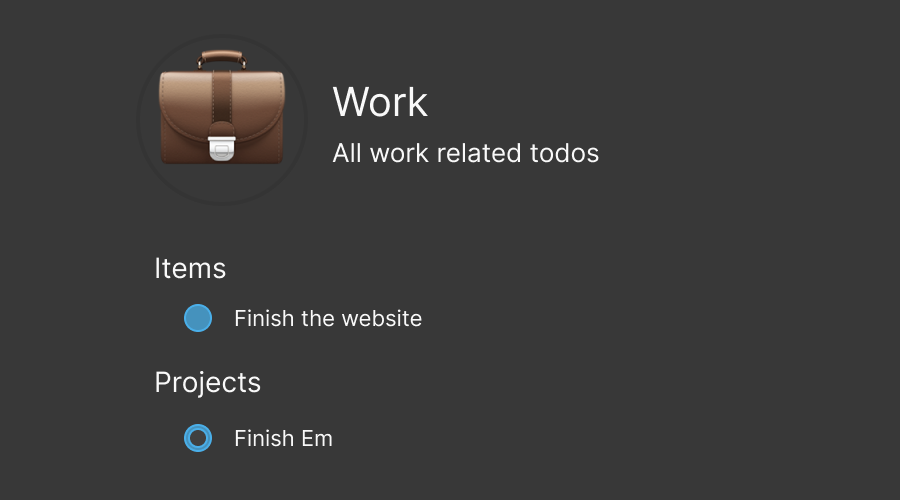 Work
All work related todos
Items
Finish the website
Projects
Finish Em